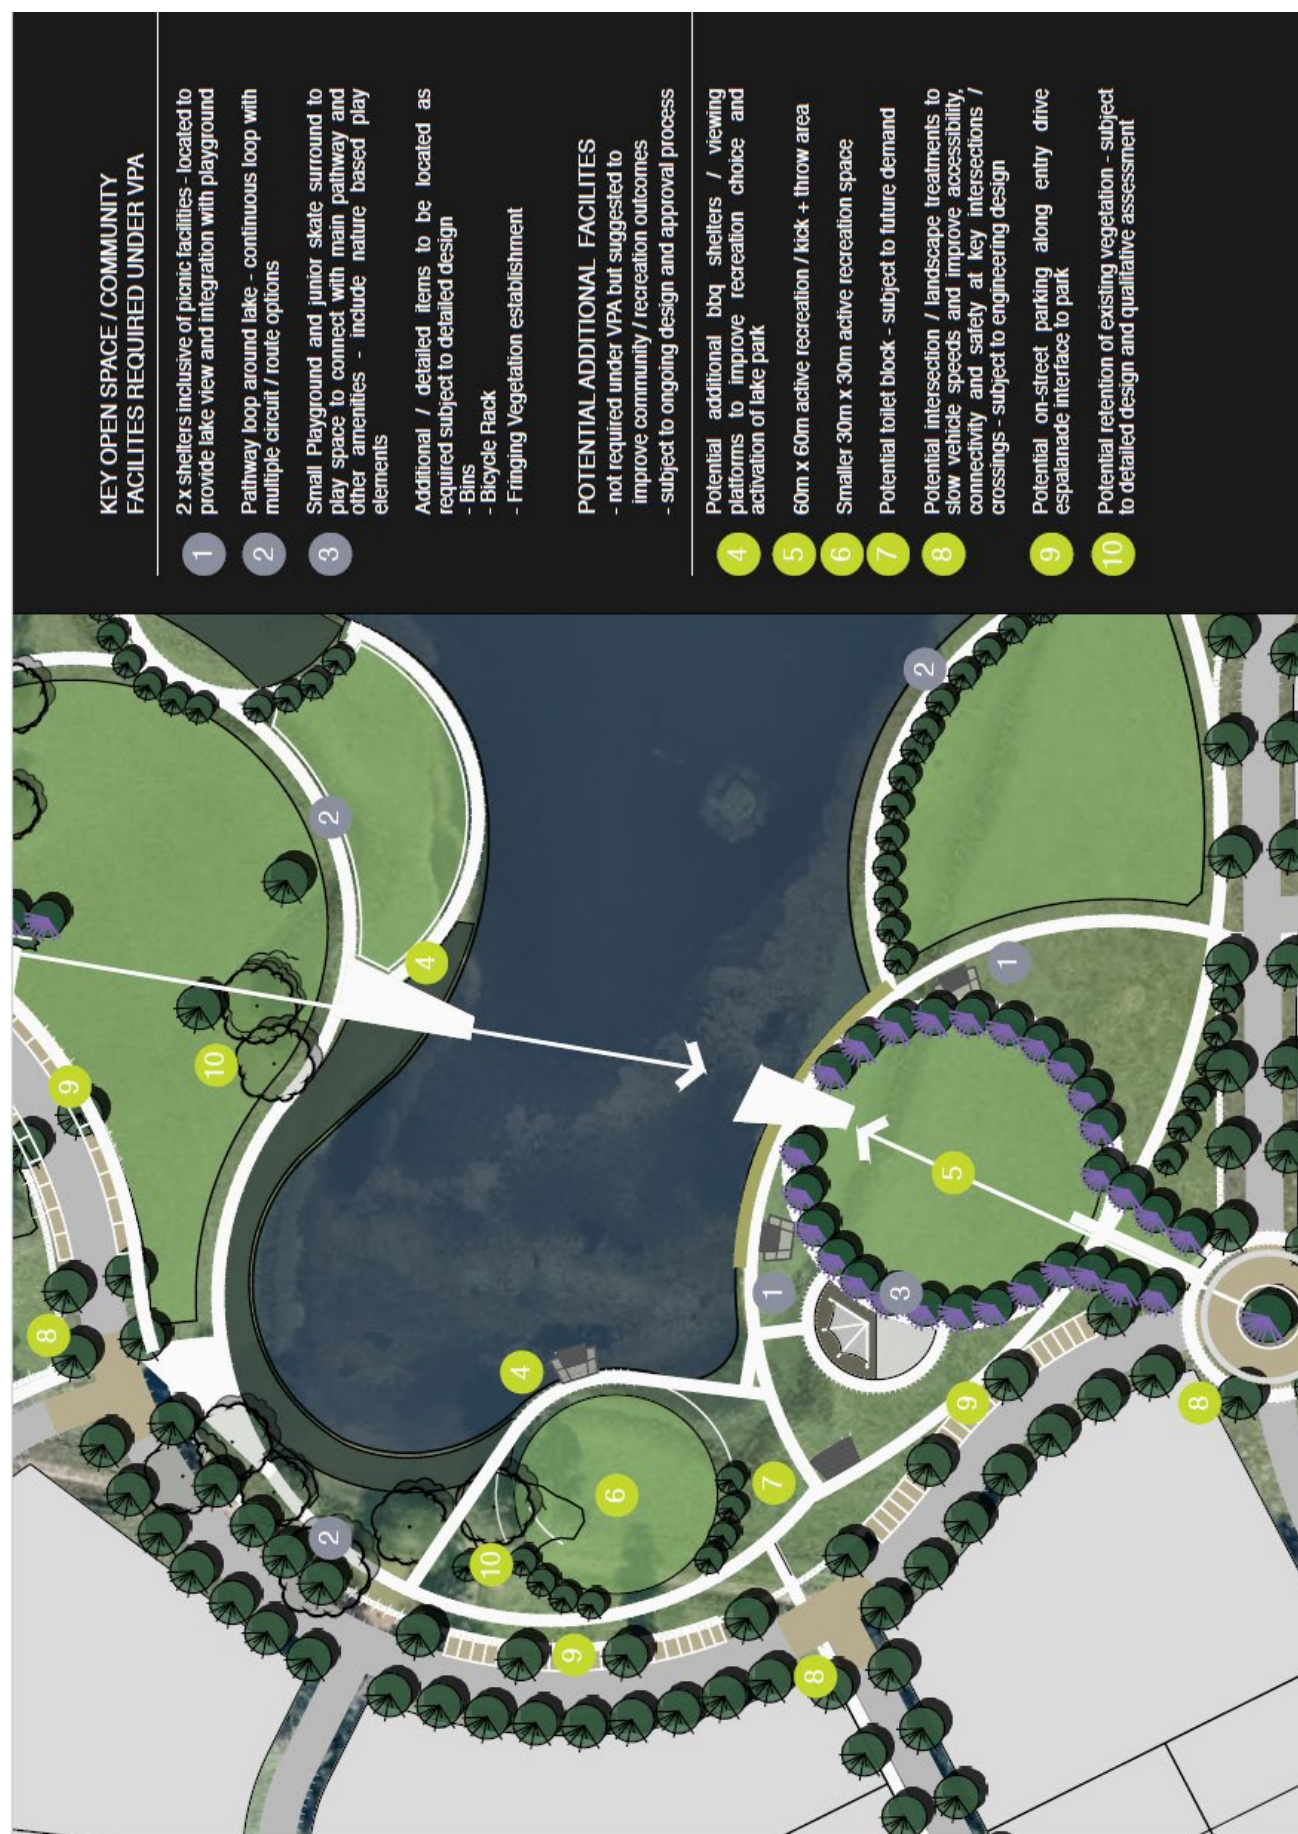 KEY OPEN SPACE / COMMUNITY
FACILITES REQUIRED UNDER VPA
1
2 x shelters inclusive of picnic facilities - located to
provide lake view and integration with playground
2
Pathway loop around lake - continuous loop with
multiple circuit / route options
3
Small Playground and junior skate surround to
play space to connect with main pathway and
other amenities - include nature based play
elements
Additional / detailed items to be located as
required subject to detailed design
- Bins
- Bicycle Rack
- Fringing Vegetation establishment
POTENTIAL ADDITIONAL FACILITES
- not required under VPA but suggested to
improve community / recreation outcomes
- subject to ongoing design and approval process
4
Potential additional bbq shelters / viewing
platforms to improve recreation choice and
activation of lake park
5
60m x 60m active recreation / kick + throw area
6
Smaller 30m x 30m active recreation space
7
Potential toilet block - subject to future demand
8
Potential intersection / landscape treatments to
slow vehicle speeds and improve accessibility,
connectivity and safety at key intersections /
crossings - subject to engineering design
9
Potential on-street parking along entry drive
espalanade interface to park
10
Potential retention of existing vegetation - subject
to detailed design and qualitative assessment
8
9
10
2
2
4
4
10
6
9
7
8
1
3
5
1
2
9
8